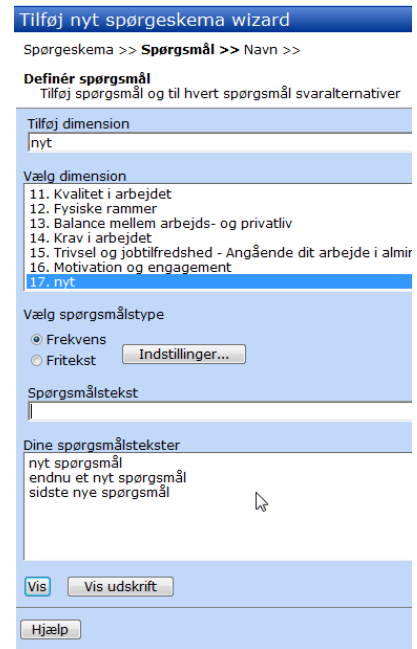 Tilføj nyt spørgeskema wizard
Spørgeskema >> Spørgsmål >> Navn >>
Definér spørgsmål
Tilføj spørgsmål og til hvert spørgsmål svaralternativer
Tilføj dimension
nyt
Vælg dimension
11. Kvalitet i arbejdet
12. Fysiske rammer
13. Balance mellem arbejds- og privatliv
14. Krav i arbejdet
15. Trivsel og jobtilfredshed - Angående dit arbejde i almir
16. Motivation og engagement
17. nyt
Vælg spørgsmålstype
Frekvens
Fritekst
Indstillinger...
Spørgsmålstekst
Dine spørgsmålstekster
nyt spørgsmål
endnu et nyt spørgsmål
sidste nye spørgsmål
Vis
Vis udskrift
Hjælp